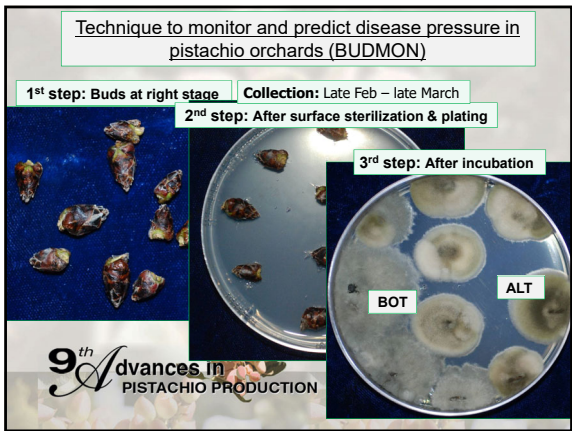 Technique to monitor and predict disease pressure in
pistachio orchards (BUDMON)
1st step: Buds at right stage
Collection: Late Feb – late March
2nd step: After surface sterilization & plating
3rd step: After incubation
BOT
ALT
9th Advances in
PISTACHIO PRODUCTION